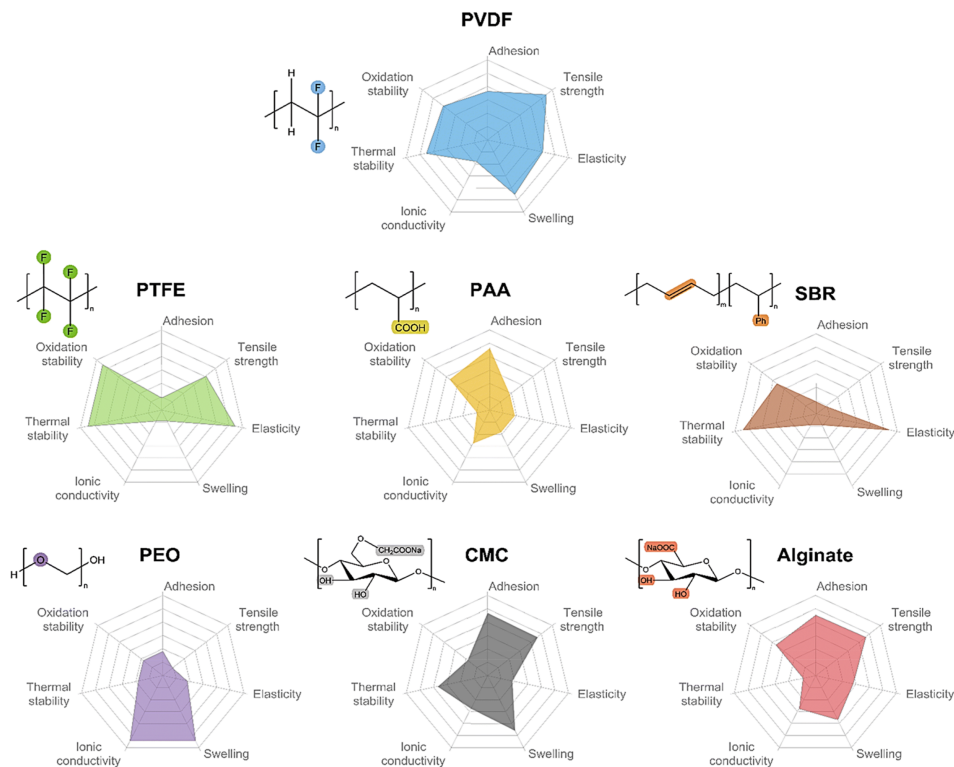 PVDF
Adhesion
Oxidation
stability
Tensile
strength
H
F
n
H
F
Thermal
stability
Elasticity
Ionic
conductivity
Swelling
F
F
n
F
F
PTFE
Adhesion
Oxidation
stability
Tensile
strength
Thermal
stability
Elasticity
Ionic
conductivity
Swelling
n
COOH
PAA
Adhesion
Oxidation
stability
Tensile
strength
Thermal
stability
Elasticity
Ionic
conductivity
Swelling
m
n
Ph
SBR
Adhesion
Oxidation
stability
Tensile
strength
Thermal
stability
Elasticity
Ionic
conductivity
Swelling
H
O
OH
n
PEO
Adhesion
Oxidation
stability
Tensile
strength
Thermal
stability
Elasticity
Ionic
conductivity
Swelling
O
CH2COONa
O
O
O
OH
HO
n
CMC
Adhesion
Oxidation
stability
Tensile
strength
Thermal
stability
Elasticity
Ionic
conductivity
Swelling
NaOOC
O
O
O
OH
HO
n
Alginate
Adhesion
Oxidation
stability
Tensile
strength
Thermal
stability
Elasticity
Ionic
conductivity
Swelling